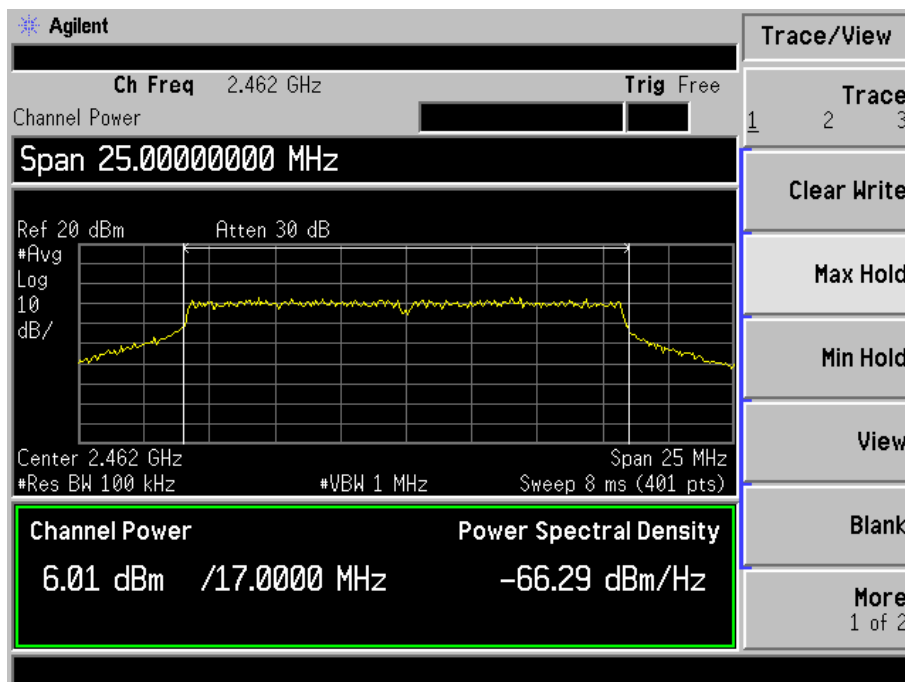 Agilent
Trace/View
Ch Freq 2.462 GHz Trig Free
Channel Power
Trace
1 2 3
Span 25.00000000 MHz
Clear Write
Ref 20 dBm Atten 30 dB
#Avg
Log
10
dB/
Max Hold
Min Hold
Center 2.462 GHz Span 25 MHz
#Res BW 100 kHz #VBW 1 MHz Sweep 8 ms (401 pts)
View
Channel Power Power Spectral Density
6.01 dBm /17.0000 MHz -66.29 dBm/Hz
Blank
More
1 of 2